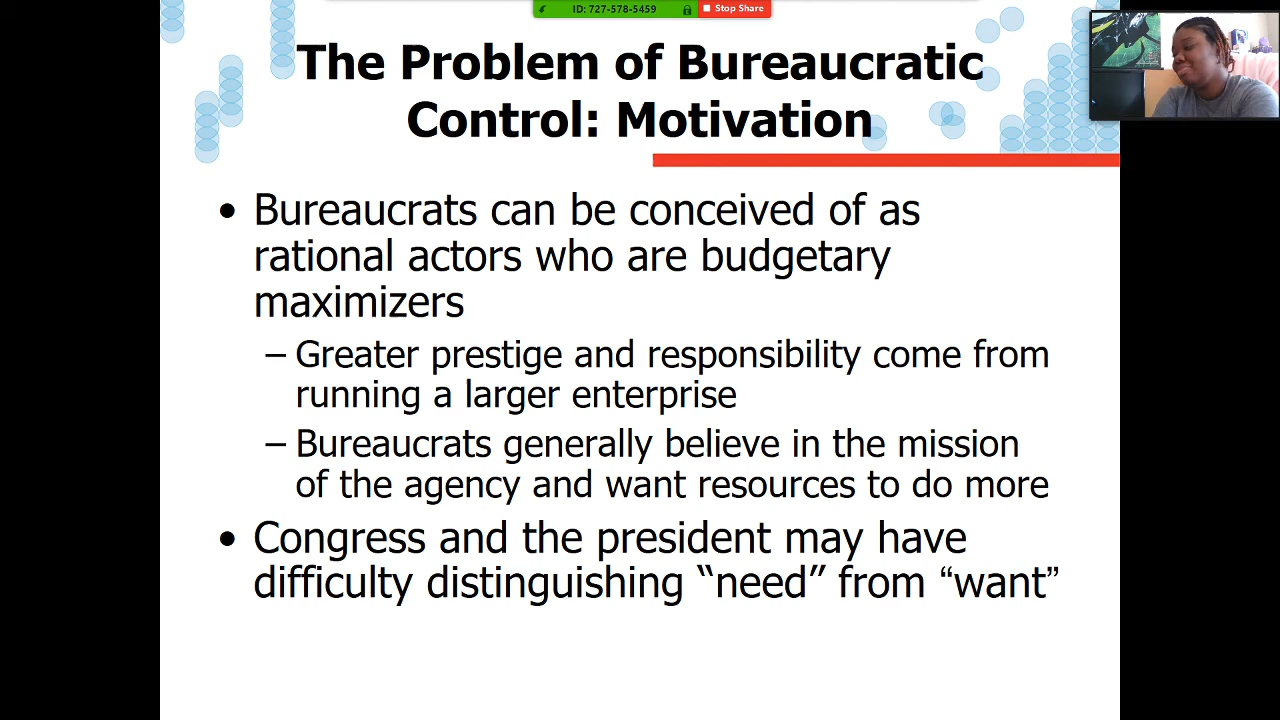 ID: 727-578-5459
Stop Share
The Problem of Bureaucratic
Control: Motivation
• Bureaucrats can be conceived of as
rational actors who are budgetary
maximizers
– Greater prestige and responsibility come from
running a larger enterprise
– Bureaucrats generally believe in the mission
of the agency and want resources to do more
• Congress and the president may have
difficulty distinguishing “need” from “want”